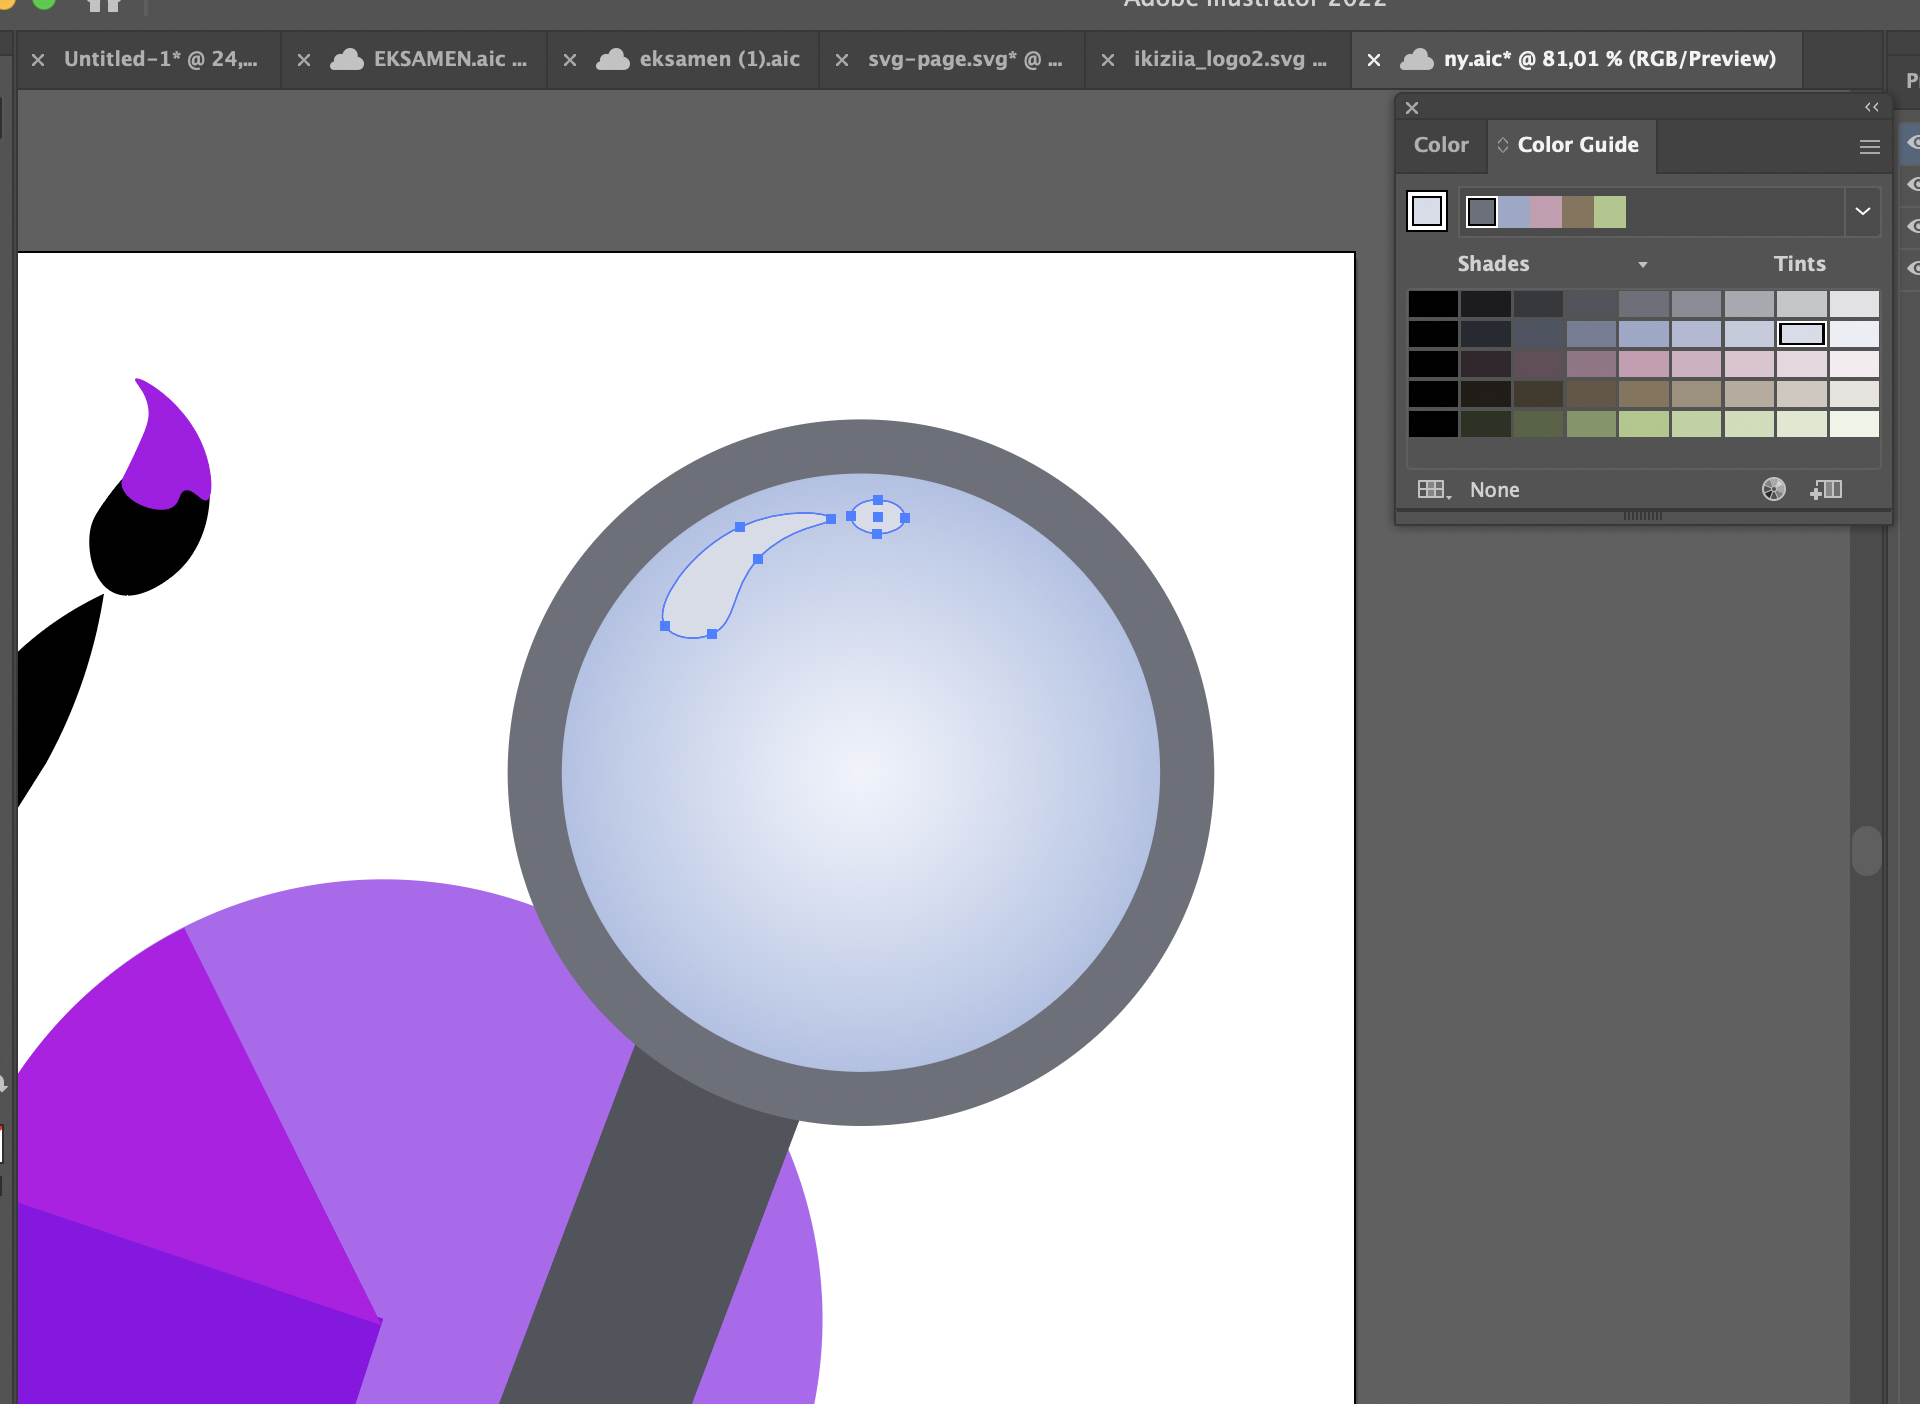 Adobe Illustrator 2022
Untitled-1* @ 24,...
EKSAMEN.aic ...
eksamen (1).aic
svg-page.svg* @ ...
ikiziia_logo2.svg ...
ny.aic* @ 81,01 % (RGB/Preview)
Color
Color Guide
Shades
Tints
None